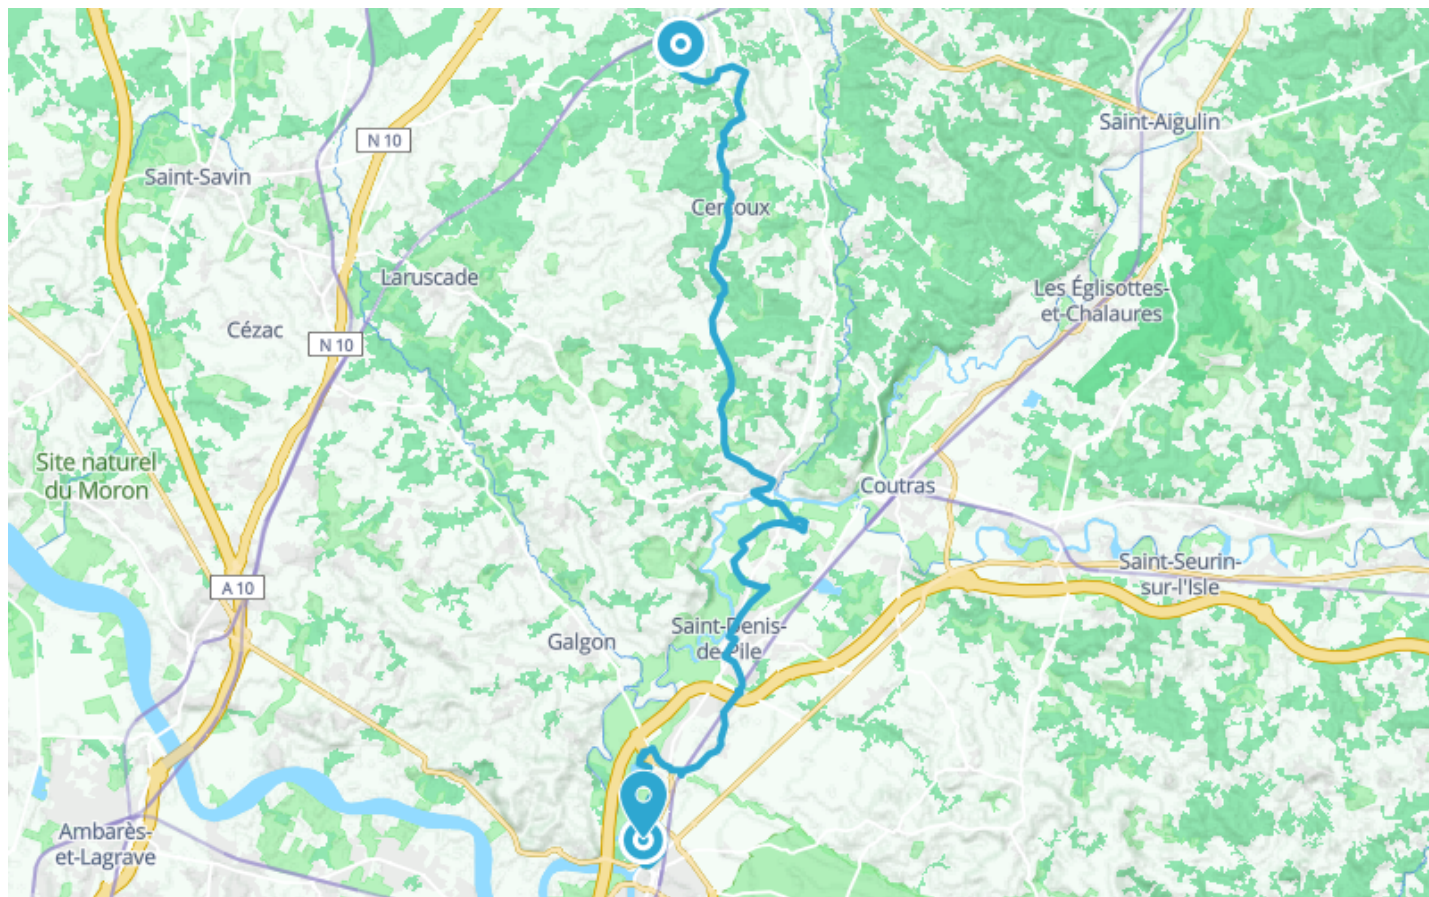 N 10
Saint-Aigulin
Saint-Savin
Cercoux
Laruscade
Les Églisottes-
et-Chalaures
Cézac
N 10
Site naturel
du Moron
Coutras
Saint-Seurin-
sur-l'Isle
A 10
Saint-Denis-
de-Pile
Galgon
Ambarès-
et-Lagrave